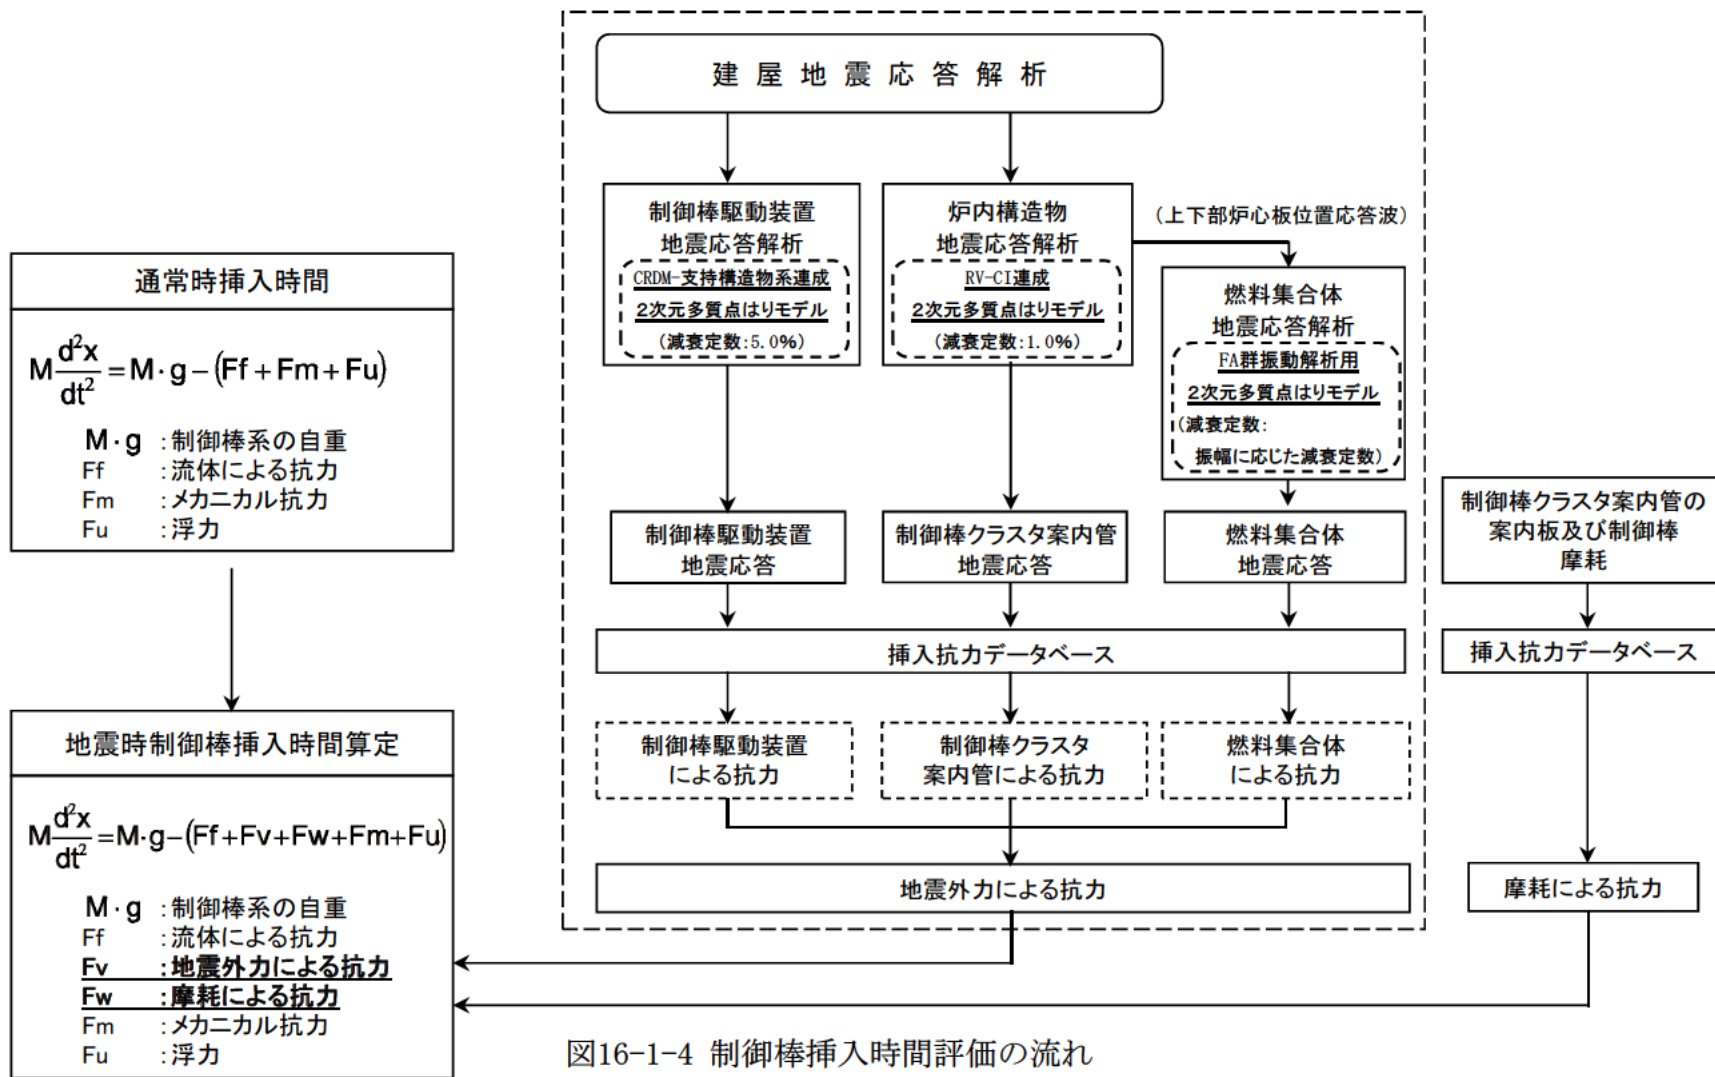 建屋地震応答解析
制御棒駆動装置
地震応答解析
CRDM-支持構造物系連成
2次元多質点はりモデル
(減衰定数:5.0%)
炉内構造物
地震応答解析
RV-CI連成
2次元多質点はりモデル
(減衰定数:1.0%)
(上下部炉心板位置応答波)
燃料集合体
地震応答解析
FA群振動解析用
2次元多質点はりモデル
(減衰定数:
振幅に応じた減衰定数)
制御棒駆動装置
地震応答
制御棒クラスタ案内管
地震応答
燃料集合体
地震応答
挿入抗力データベース
制御棒駆動装置
による抗力
制御棒クラスタ
案内管による抗力
燃料集合体
による抗力
地震外力による抗力
制御棒クラスタ案内管の
案内板及び制御棒
摩耗
挿入抗力データベース
摩耗による抗力
通常時挿入時間
M d²x/dt² = M・g − (Ff + Fm + Fu)
M・g :制御棒系の自重
Ff :流体による抗力
Fm :メカニカル抗力
Fu :浮力
地震時制御棒挿入時間算定
M d²x/dt² = M・g − (Ff + Fv + Fw + Fm + Fu)
M・g :制御棒系の自重
Ff :流体による抗力
Fv :地震外力による抗力
Fw :摩耗による抗力
Fm :メカニカル抗力
Fu :浮力
図16-1-4 制御棒挿入時間評価の流れ